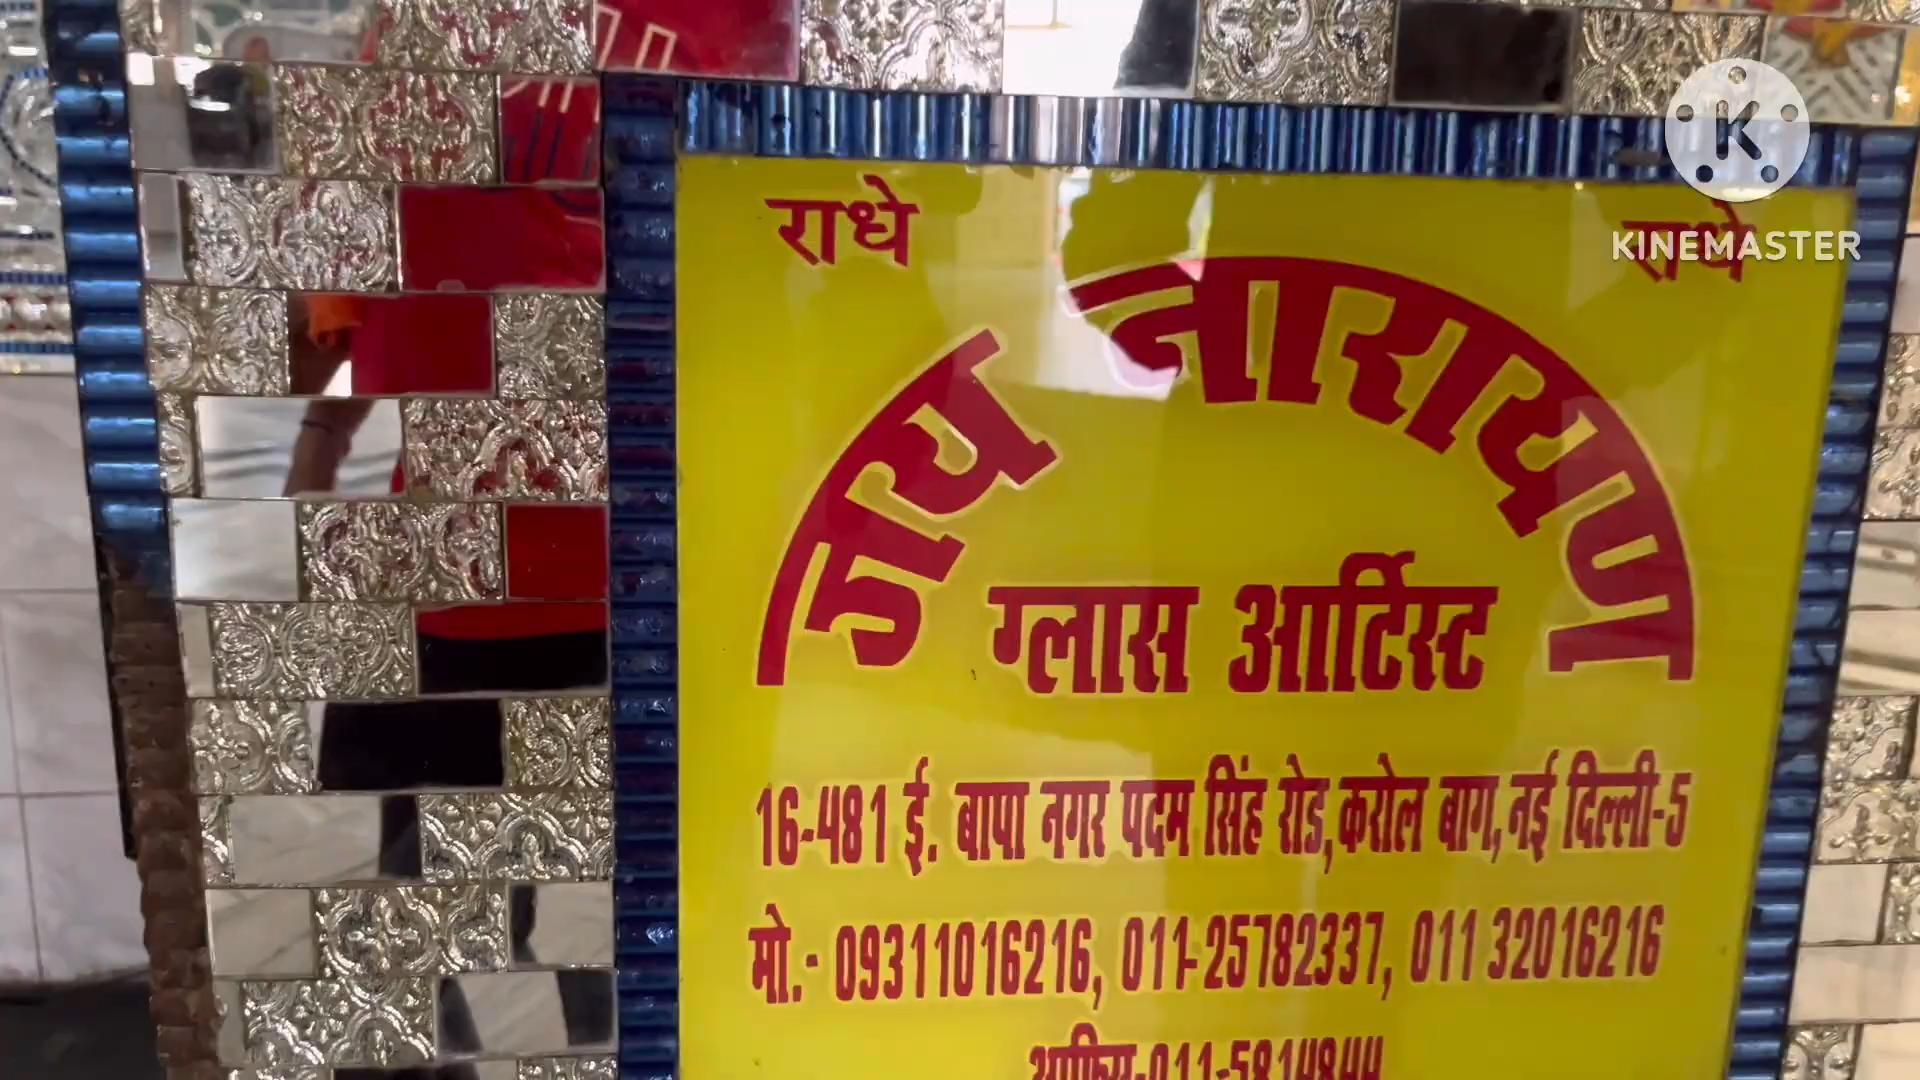 राधे राधे
जय नारायण
ग्लास आर्टिस्ट
16-481 ई. बापा नगर पदम सिंह रोड, करोल बाग, नई दिल्ली-5
मो.:- 09311016216, 011-25782337, 011 32016216
K
KINEMASTER